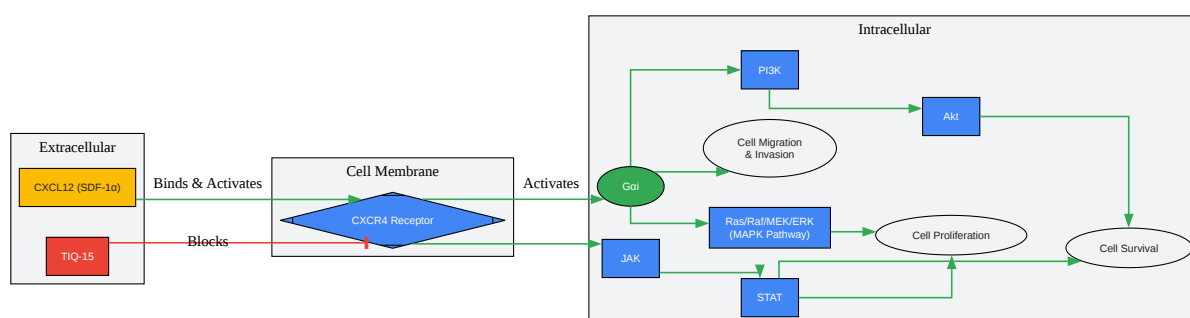 Intracellular
PI3K
Akt
Extracellular
Cell Migration
& Invasion
Cell Membrane
CXCL12 (SDF-1α)
Binds & Activates
Activates
Gαi
CXCR4 Receptor
Ras/Raf/MEK/ERK
(MAPK Pathway)
Cell Proliferation
Blocks
Cell Survival
TIQ-15
JAK
STAT